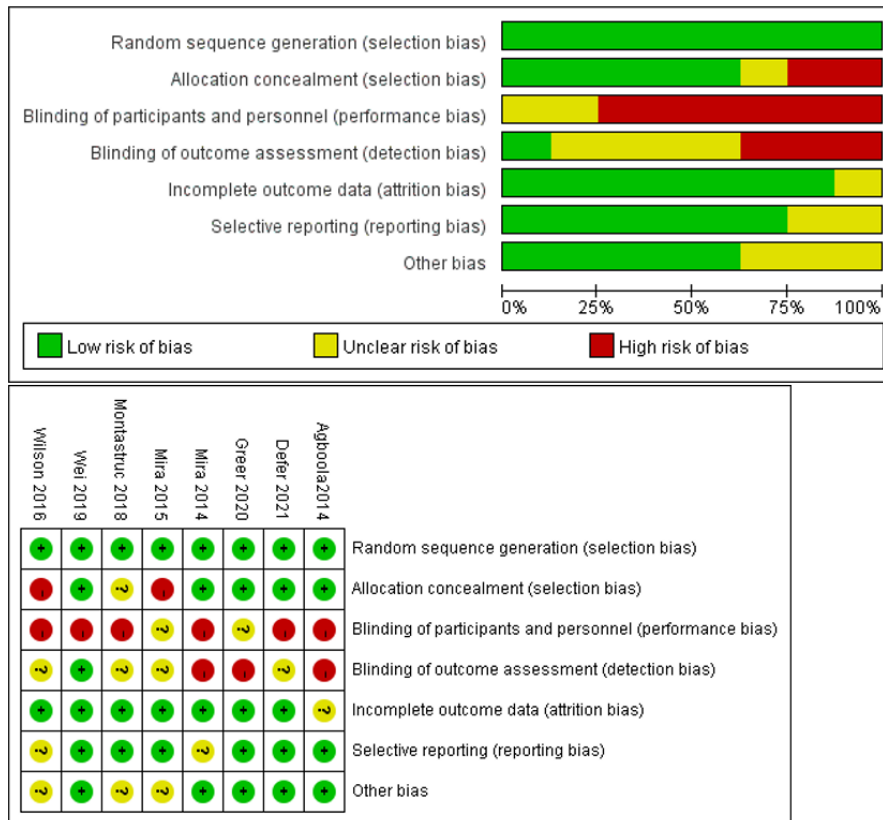 Random sequence generation (selection bias)
Allocation concealment (selection bias)
Blinding of participants and personnel (performance bias)
Blinding of outcome assessment (detection bias)
Incomplete outcome data (attrition bias)
Selective reporting (reporting bias)
Other bias
0% 25% 50% 75% 100%
Low risk of bias Unclear risk of bias High risk of bias
Wilson 2016 Wei 2019 Montastruc 2018 Mira 2015 Mira 2014 Greer 2020 Defer 2021 Agboola2014
+ + + + + + + + Random sequence generation (selection bias)
- + ? - + + + + Allocation concealment (selection bias)
- - - ? - ? - - Blinding of participants and personnel (performance bias)
? + ? ? - - ? - Blinding of outcome assessment (detection bias)
+ + + + + + + ? Incomplete outcome data (attrition bias)
? + + + ? + + + Selective reporting (reporting bias)
? + ? ? + + + + Other bias